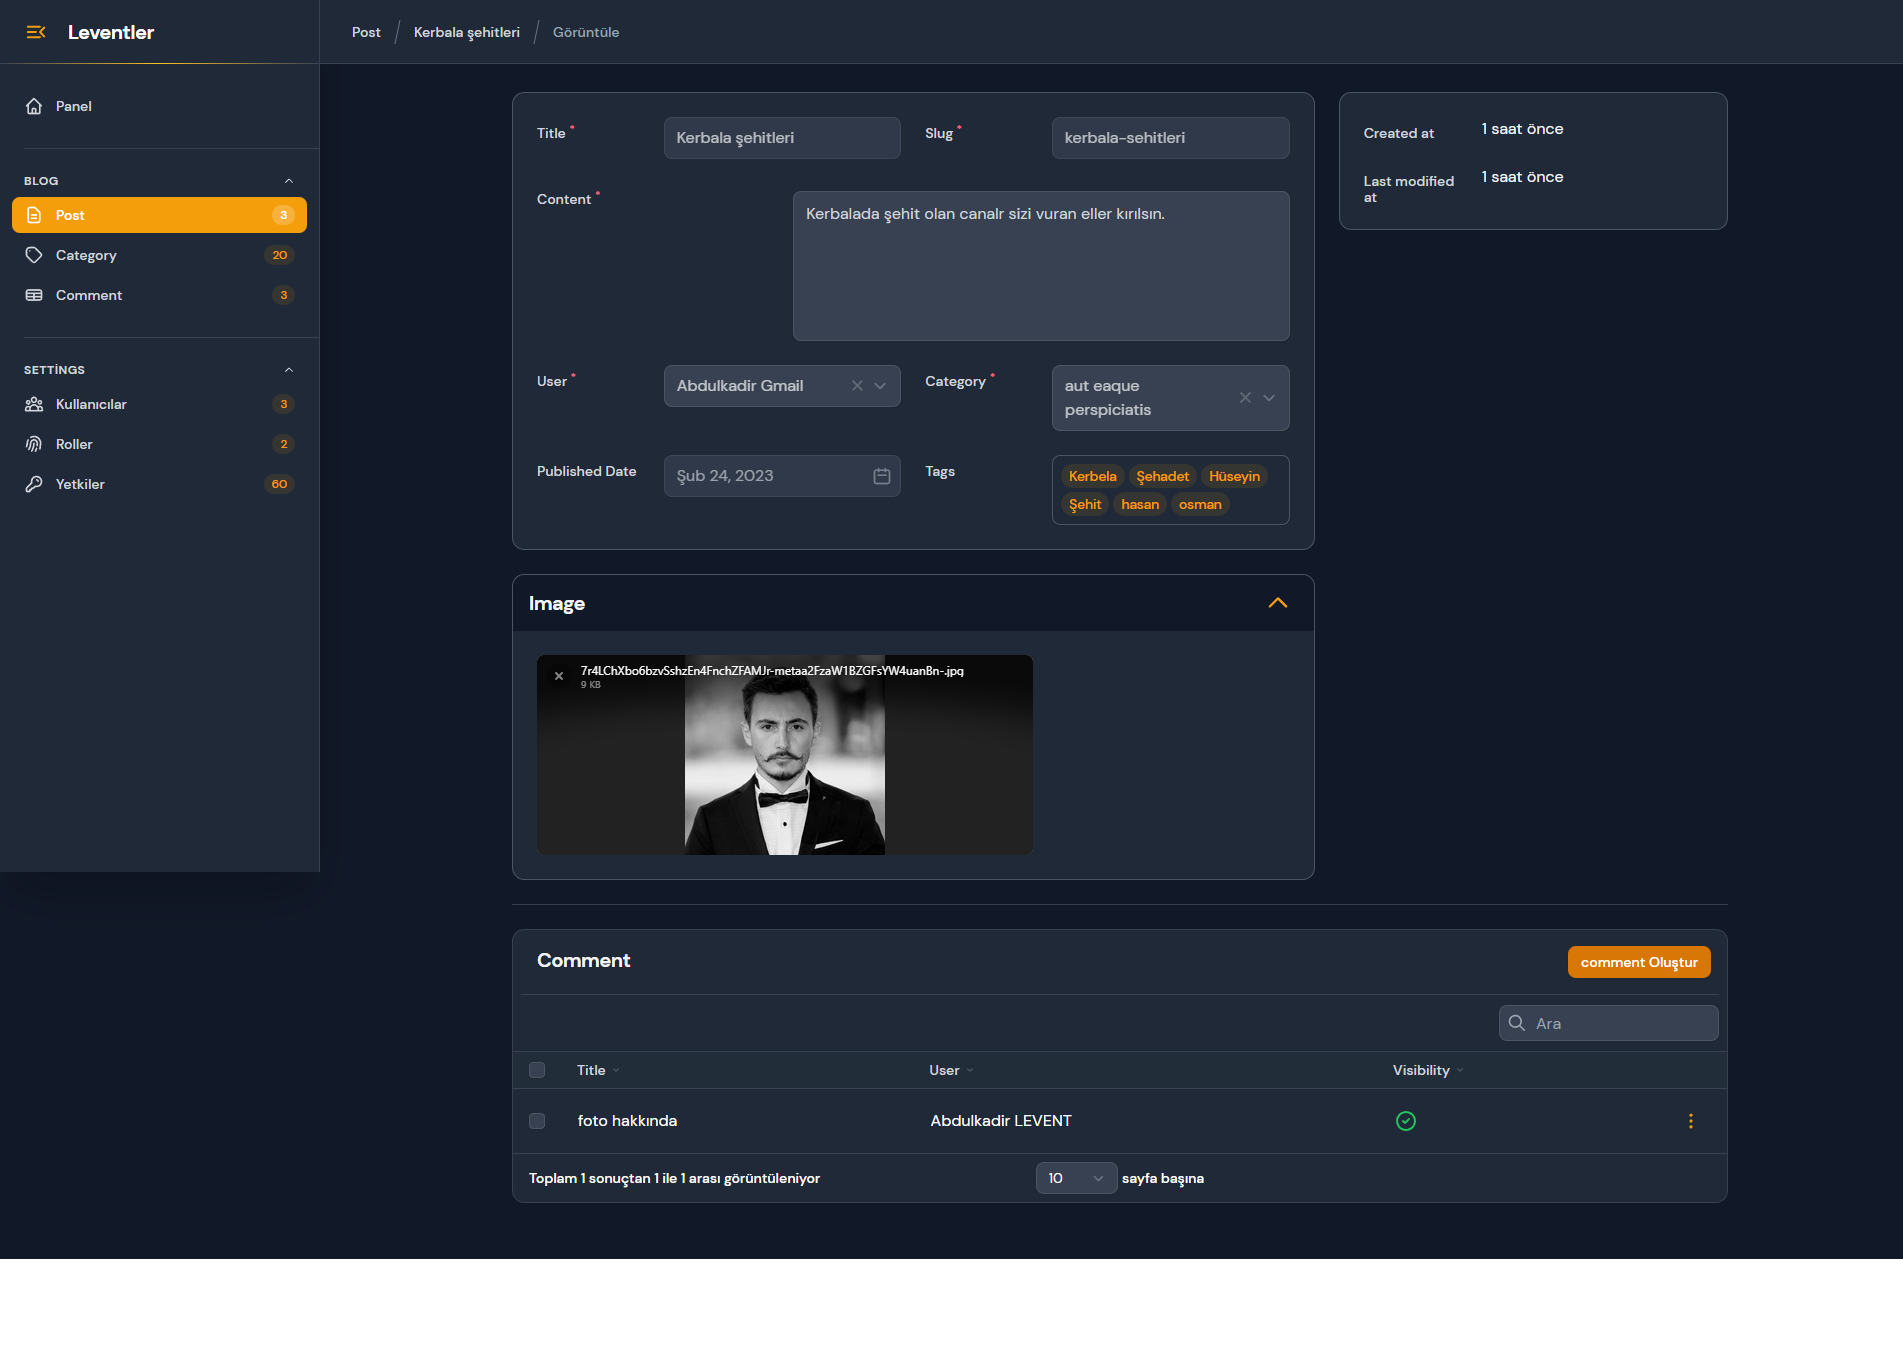 Leventler
Post / Kerbala şehitleri / Görüntüle
Panel
BLOG
Post 3
Category 20
Comment 3
SETTİNGS
Kullanıcılar 3
Roller 2
Yetkiler 60
Title * Kerbala şehitleri Slug * kerbala-sehitleri
Content * Kerbalada şehit olan canalr sizi vuran eller kırılsın.
User * Abdulkadir Gmail Category * aut eaque
perspiciatis
Published Date Şub 24, 2023 Tags Kerbela Şehadet Hüseyin
Şehit hasan osman
Created at 1 saat önce
Last modified 1 saat önce
at
Image
7r4LChXbo6bzvSshzEn4FnchZFAMJr-metaa2FzaW1BZGFsYW4uanBn-.jpg
9 KB
Comment comment Oluştur
Ara
Title User Visibility
foto hakkında Abdulkadir LEVENT
Toplam 1 sonuçtan 1 ile 1 arası görüntüleniyor 10 sayfa başına